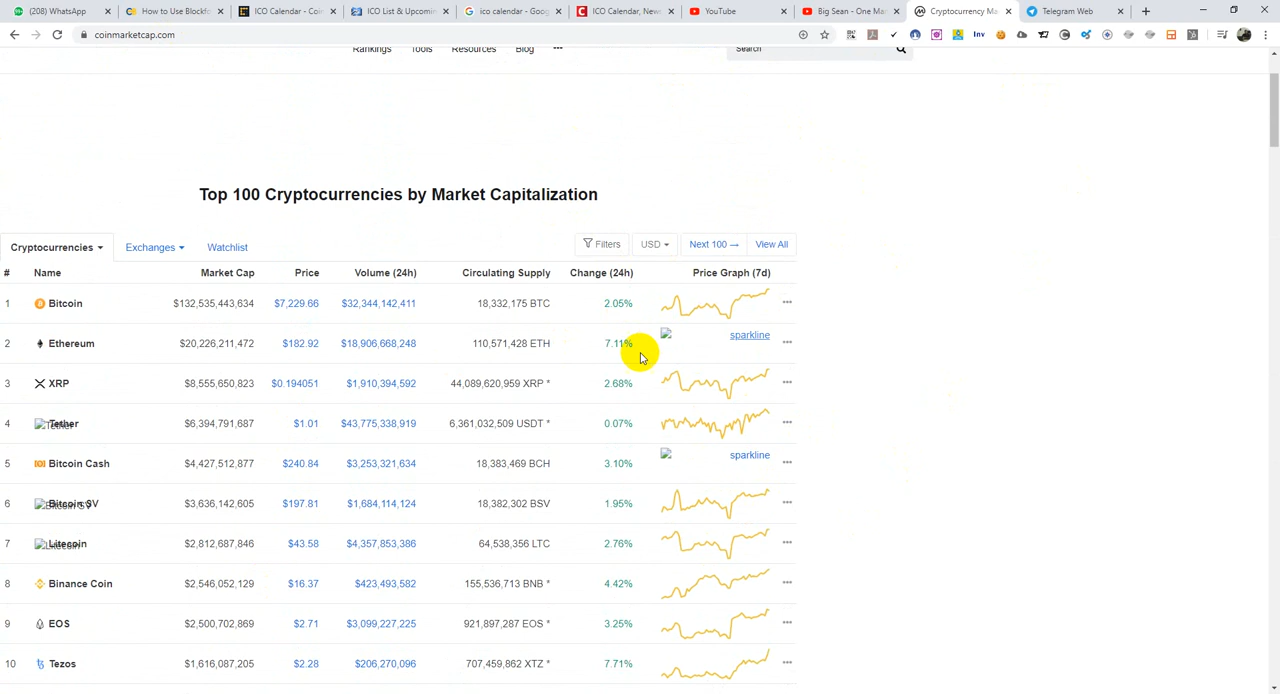 (208) WhatsApp
How to Use Blockfo
ICO Calendar - Coin
ICO List & Upcomin
ico calendar - Goog
ICO Calendar, New
YouTube
Big Sean - One Ma
Cryptocurrency Ma
Telegram Web
coinmarketcap.com
Inv
Rankings Tools Resources Blog
Search
Top 100 Cryptocurrencies by Market Capitalization
Cryptocurrencies Exchanges Watchlist Filters USD Next 100 → View All
# Name Market Cap Price Volume (24h) Circulating Supply Change (24h) Price Graph (7d)
1 Bitcoin $132,535,443,634 $7,229.66 $32,344,142,411 18,332,175 BTC 2.05%
2 Ethereum $20,226,211,472 $182.92 $18,906,668,248 110,571,428 ETH 7.11% sparkline
3 XRP $8,555,650,823 $0.194051 $1,910,394,592 44,089,620,959 XRP * 2.68%
4 Tether $6,394,791,687 $1.01 $43,775,338,919 6,361,032,509 USDT * 0.07%
5 Bitcoin Cash $4,427,512,877 $240.84 $3,253,321,634 18,383,469 BCH 3.10% sparkline
6 Bitcoin SV $3,636,142,605 $197.81 $1,684,114,124 18,382,302 BSV 1.95%
7 Litecoin $2,812,687,846 $43.58 $4,357,853,386 64,538,356 LTC 2.76%
8 Binance Coin $2,546,052,129 $16.37 $423,493,582 155,536,713 BNB * 4.42%
9 EOS $2,500,702,869 $2.71 $3,099,227,225 921,897,287 EOS * 3.25%
10 Tezos $1,616,087,205 $2.28 $206,270,096 707,459,862 XTZ * 7.71%